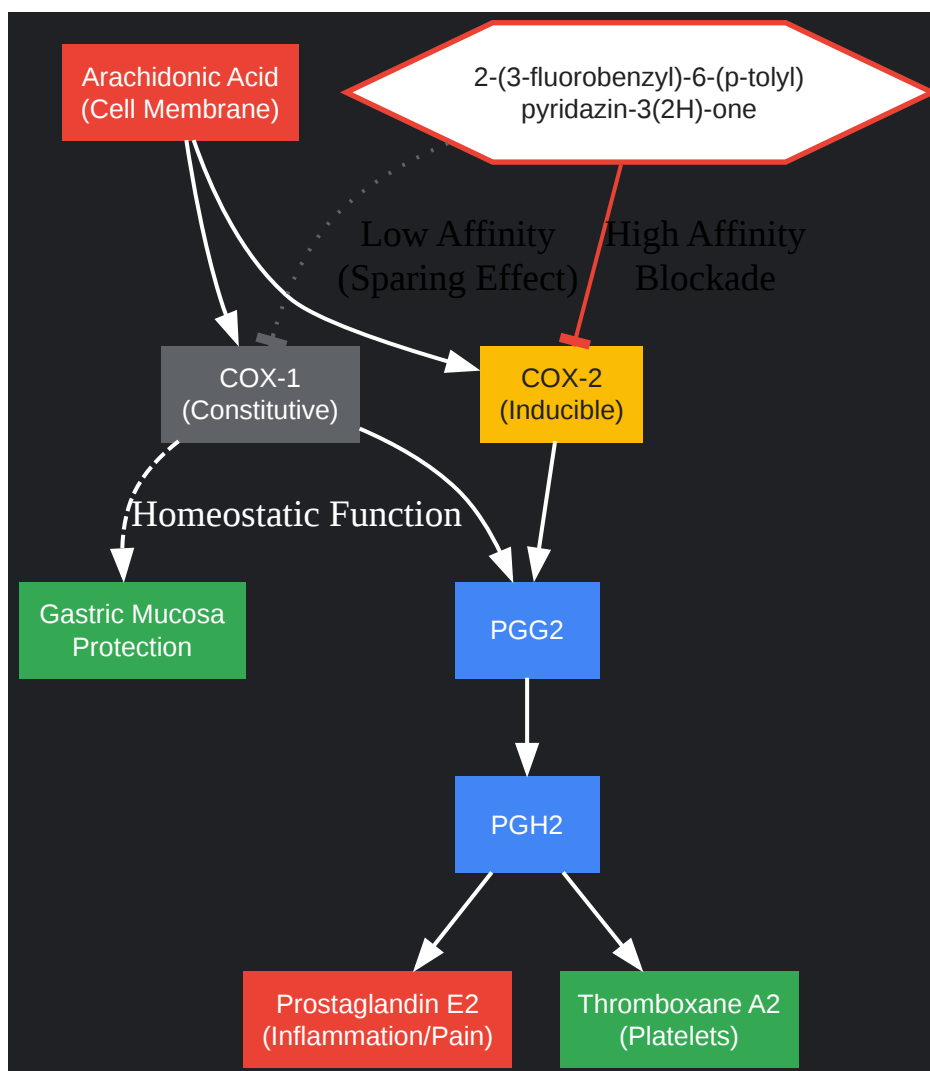 Arachidonic Acid
(Cell Membrane)
2-(3-fluorobenzyl)-6-(p-tolyl)
pyridazin-3(2H)-one
Low Affinity
(Sparing Effect)
High Affinity
Blockade
COX-1
(Constitutive)
COX-2
(Inducible)
Homeostatic Function
Gastric Mucosa
Protection
PGG2
PGH2
Prostaglandin E2
(Inflammation/Pain)
Thromboxane A2
(Platelets)